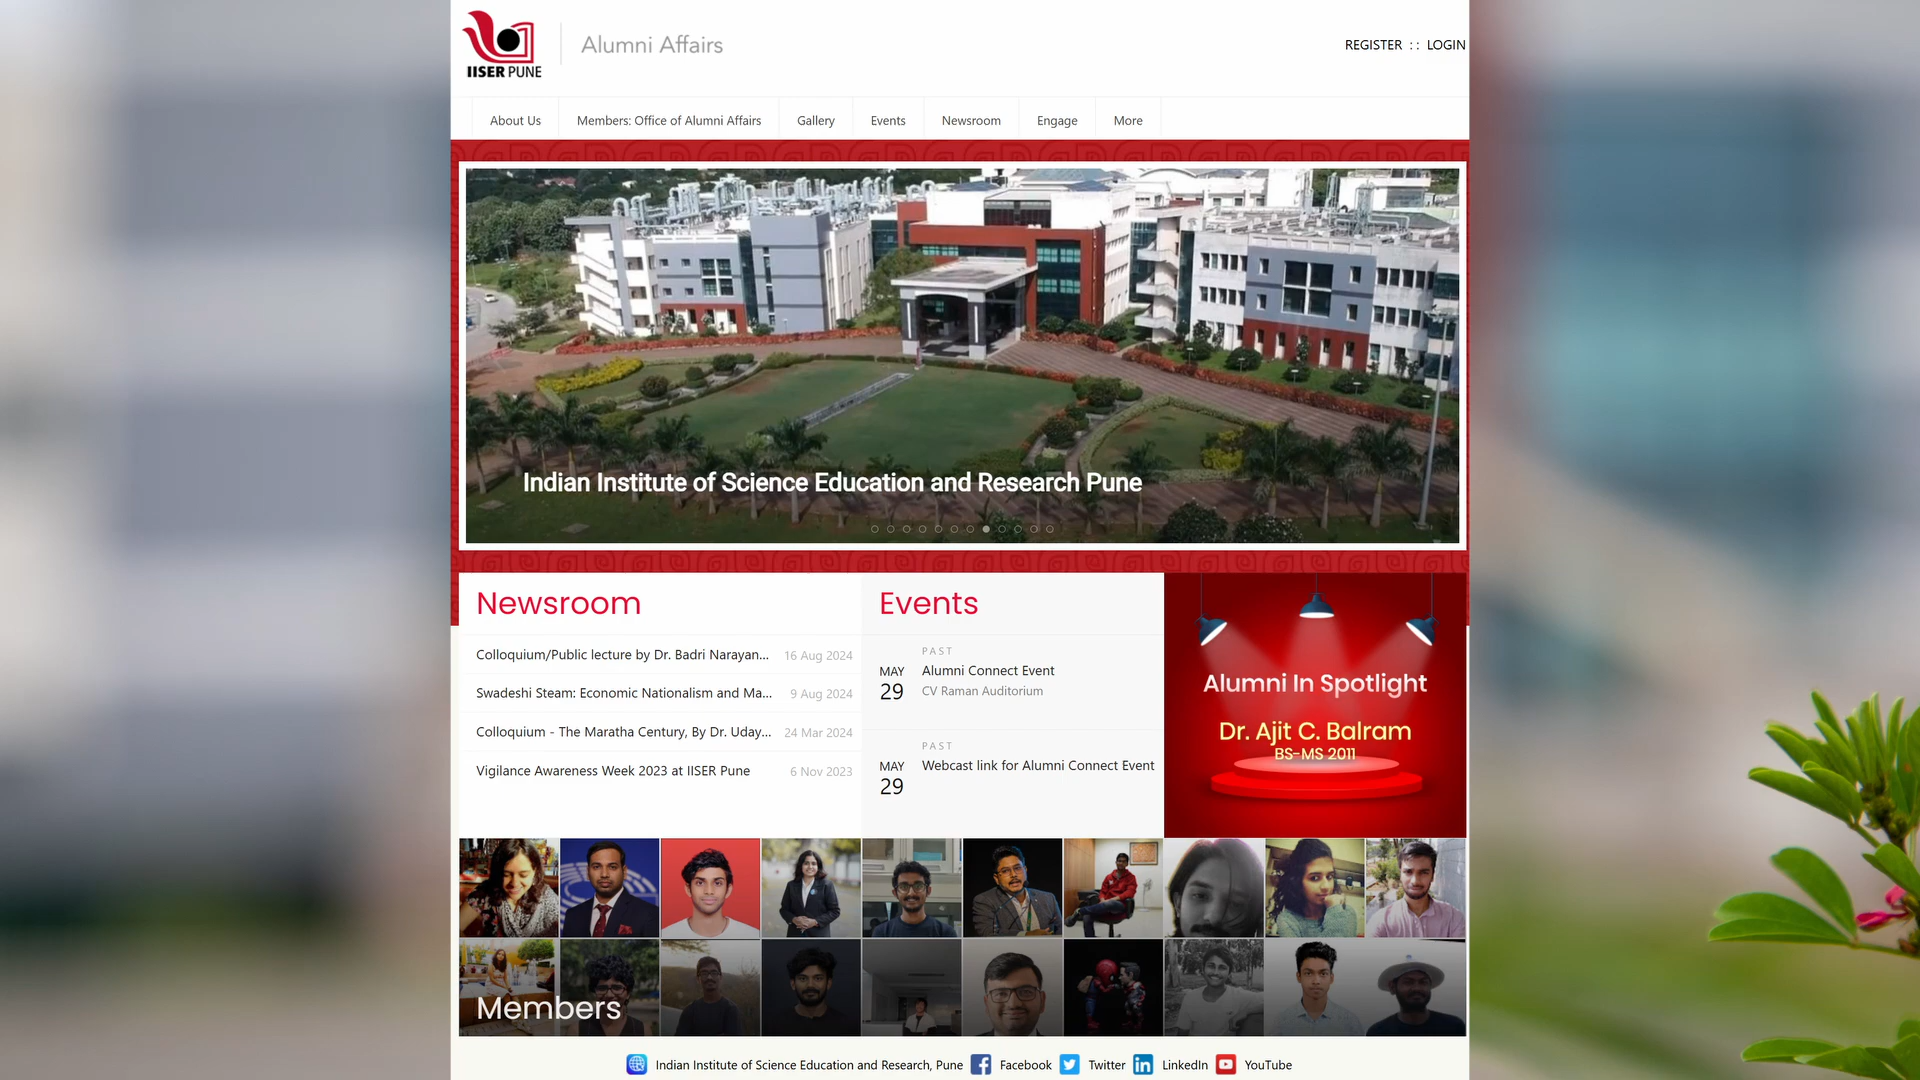 IISER PUNE
Alumni Affairs
REGISTER :: LOGIN
About Us
Members: Office of Alumni Affairs
Gallery
Events
Newsroom
Engage
More
Indian Institute of Science Education and Research Pune
Newsroom
Colloquium/Public lecture by Dr. Badri Narayan... 16 Aug 2024
Swadeshi Steam: Economic Nationalism and Ma... 9 Aug 2024
Colloquium - The Maratha Century, By Dr. Uday... 24 Mar 2024
Vigilance Awareness Week 2023 at IISER Pune 6 Nov 2023
Events
PAST
MAY
29
Alumni Connect Event
CV Raman Auditorium
PAST
MAY
29
Webcast link for Alumni Connect Event
Alumni In Spotlight
Dr. Ajit C. Balram
BS-MS 2011
Members
Indian Institute of Science Education and Research, Pune
Facebook
Twitter
LinkedIn
YouTube